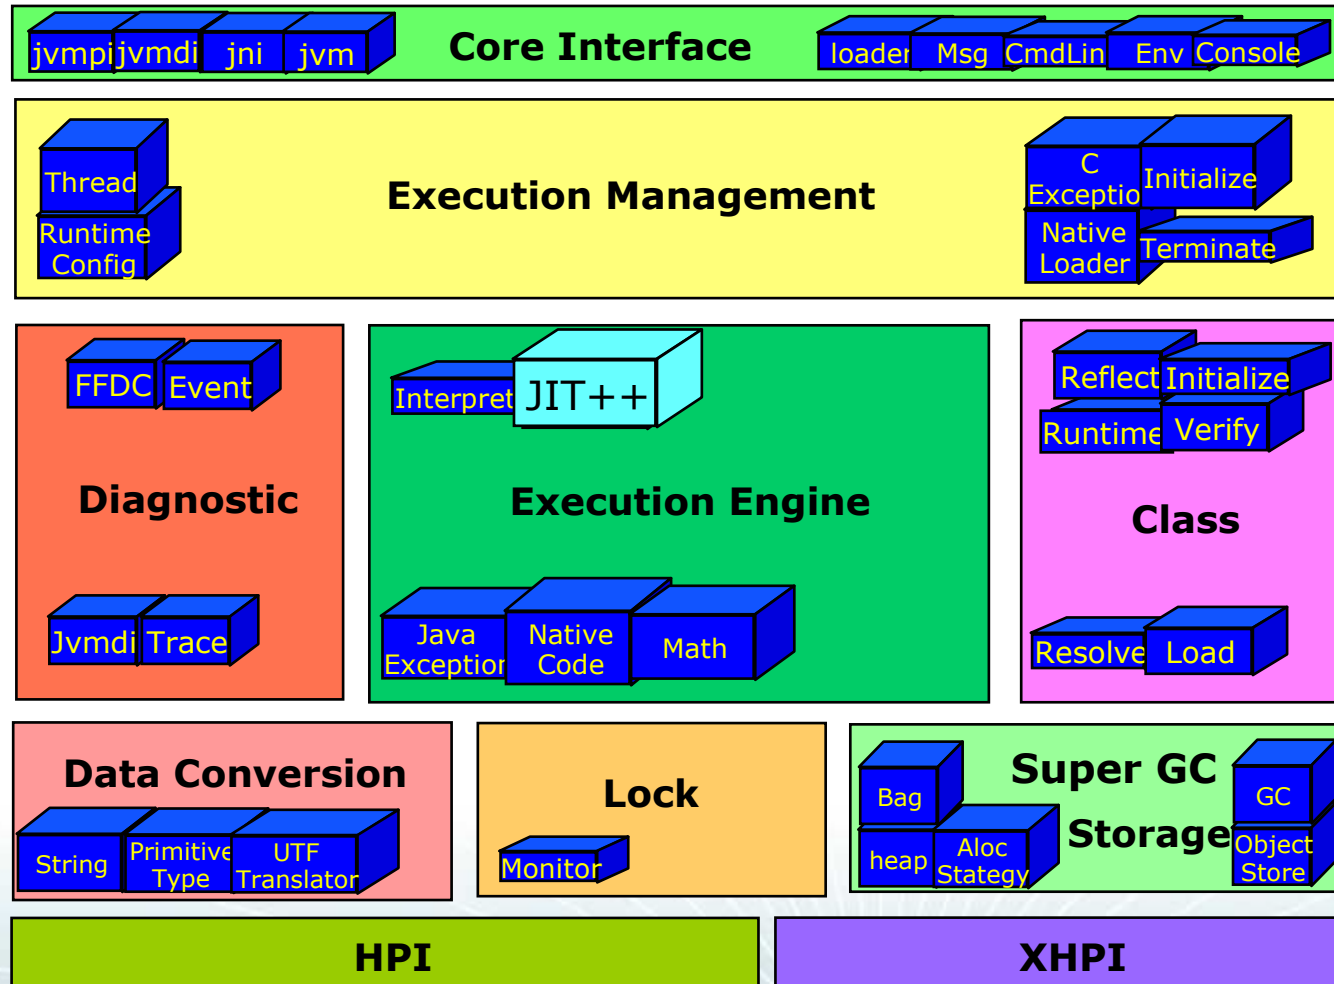 jvmpi jvmdi jni jvm Core Interface loader Msg CmdLin Env Console
Thread
Runtime
Config
Execution Management
C
Exceptio
Initialize
Native
Loader
Terminate
FFDC Event
Diagnostic
Jvmdi Trace
Interpret JIT++
Execution Engine
Java
Exception
Native
Code
Math
Reflect Initialize
Runtime Verify
Class
Resolve Load
Data Conversion
String
Primitive
Type
UTF
Translator
Lock
Monitor
Super GC
Storage
Bag
heap
Aloc
Stategy
GC
Object
Store
HPI
XHPI